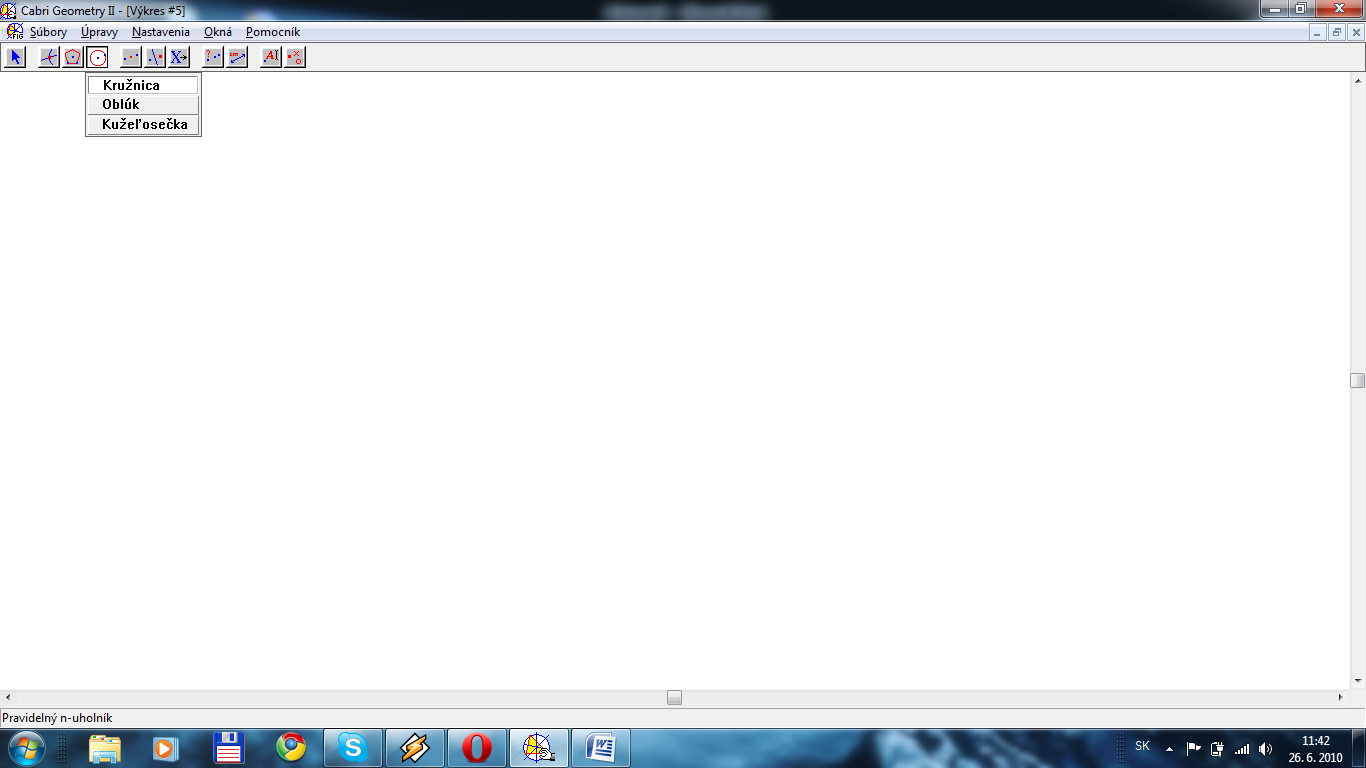 Cabri Geometry II - [Výkres #5]
Súbory Úpravy Nastavenia Okná Pomocník
Kružnica
Oblúk
Kužeľosečka
Pravidelný n-uholník
SK
11:42
26. 6. 2010